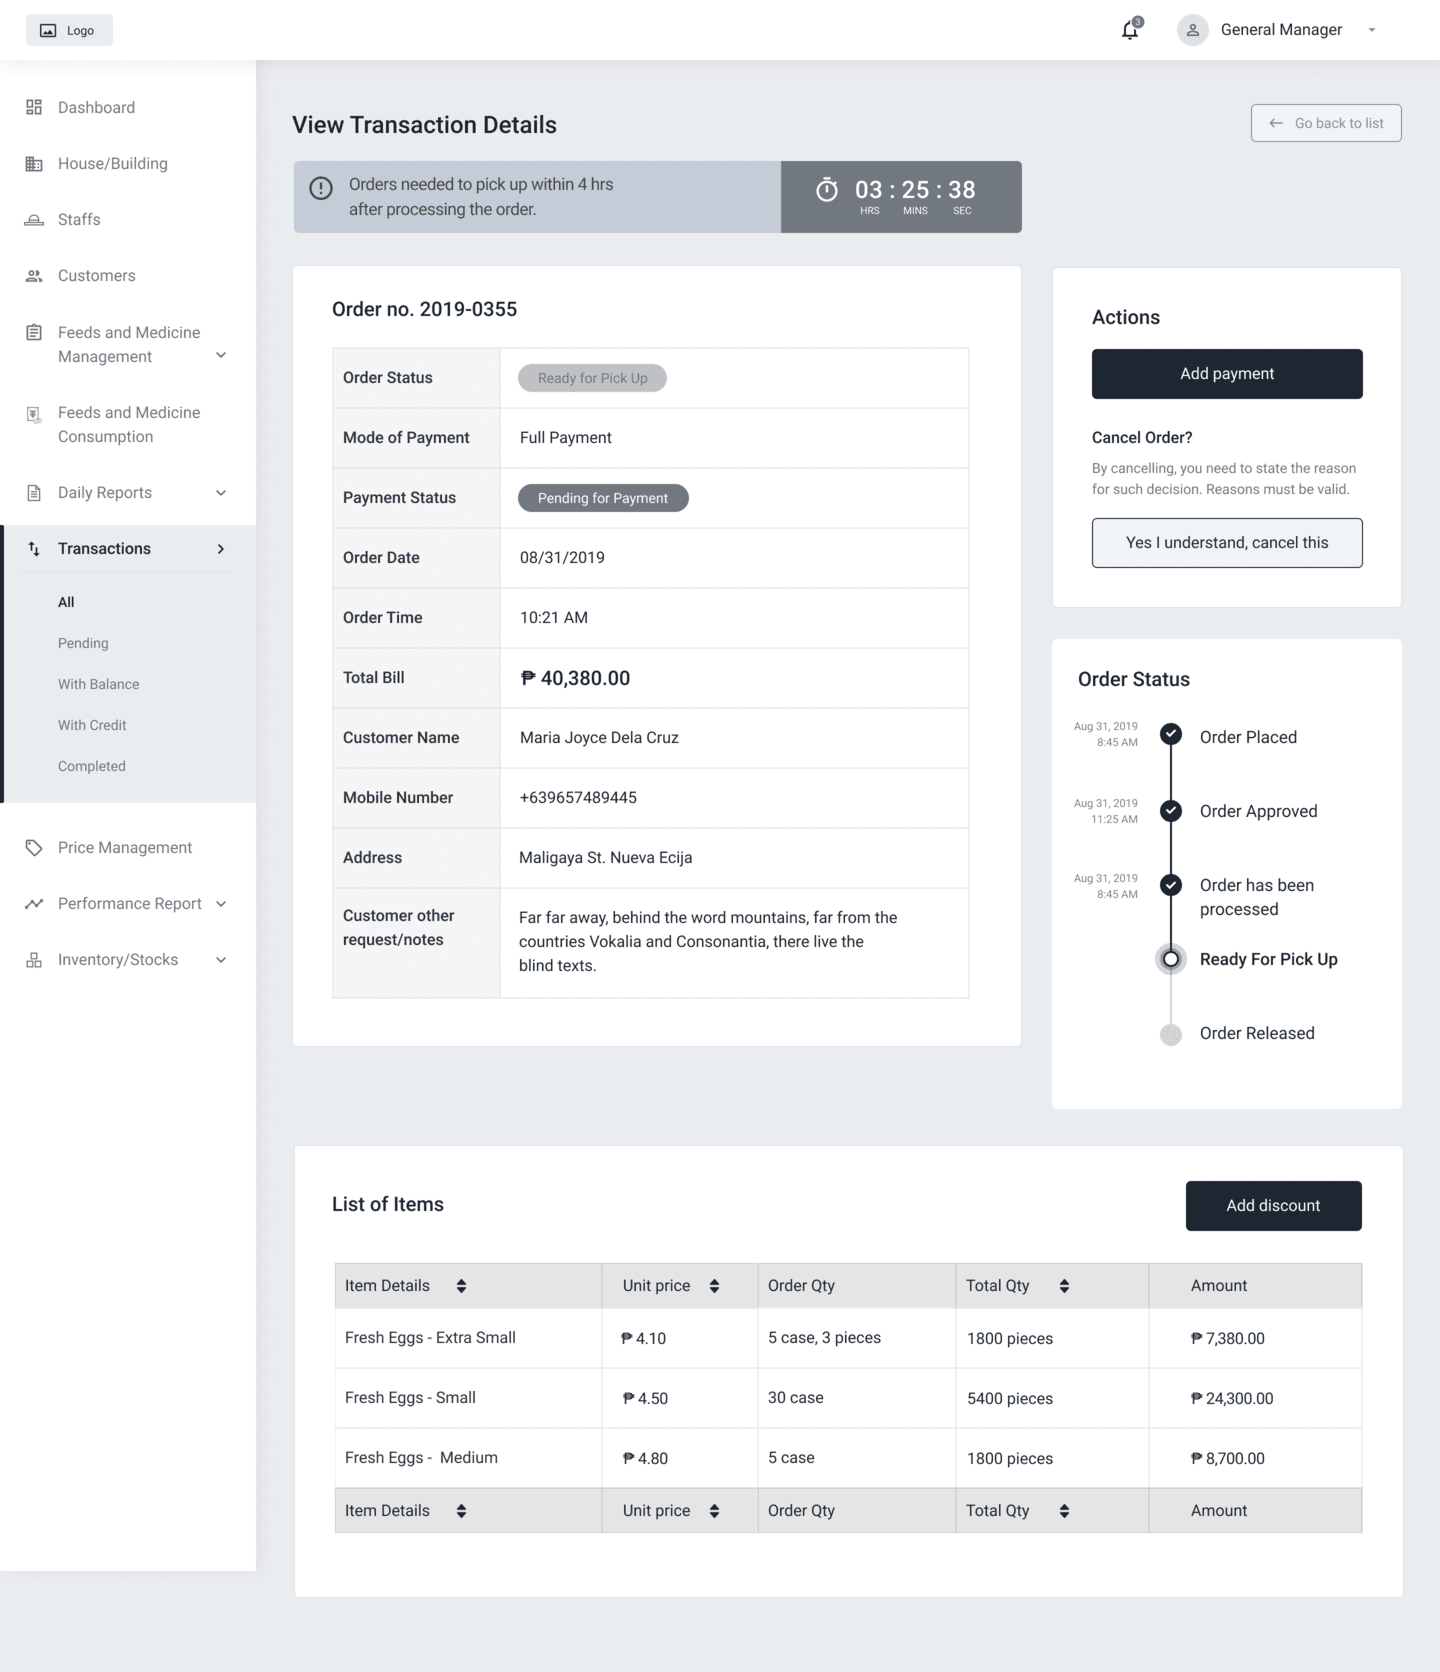 Logo
3
General Manager
Dashboard
House/Building
Staffs
Customers
Feeds and Medicine
Management
Feeds and Medicine
Consumption
Daily Reports
Transactions
All
Pending
With Balance
With Credit
Completed
Price Management
Performance Report
Inventory/Stocks
View Transaction Details
Go back to list
Orders needed to pick up within 4 hrs
after processing the order.
03 : 25 : 38
HRS MINS SEC
Order no. 2019-0355
Order Status Ready for Pick Up
Mode of Payment Full Payment
Payment Status Pending for Payment
Order Date 08/31/2019
Order Time 10:21 AM
Total Bill ₱ 40,380.00
Customer Name Maria Joyce Dela Cruz
Mobile Number +639657489445
Address Maligaya St. Nueva Ecija
Customer other
request/notes
Far far away, behind the word mountains, far from the
countries Vokalia and Consonantia, there live the
blind texts.
Actions
Add payment
Cancel Order?
By cancelling, you need to state the reason
for such decision. Reasons must be valid.
Yes I understand, cancel this
Order Status
Aug 31, 2019
8:45 AM
Order Placed
Aug 31, 2019
11:25 AM
Order Approved
Aug 31, 2019
8:45 AM
Order has been
processed
Ready For Pick Up
Order Released
List of Items
Add discount
Item Details Unit price Order Qty Total Qty Amount
Fresh Eggs - Extra Small ₱ 4.10 5 case, 3 pieces 1800 pieces ₱ 7,380.00
Fresh Eggs - Small ₱ 4.50 30 case 5400 pieces ₱ 24,300.00
Fresh Eggs - Medium ₱ 4.80 5 case 1800 pieces ₱ 8,700.00
Item Details Unit price Order Qty Total Qty Amount